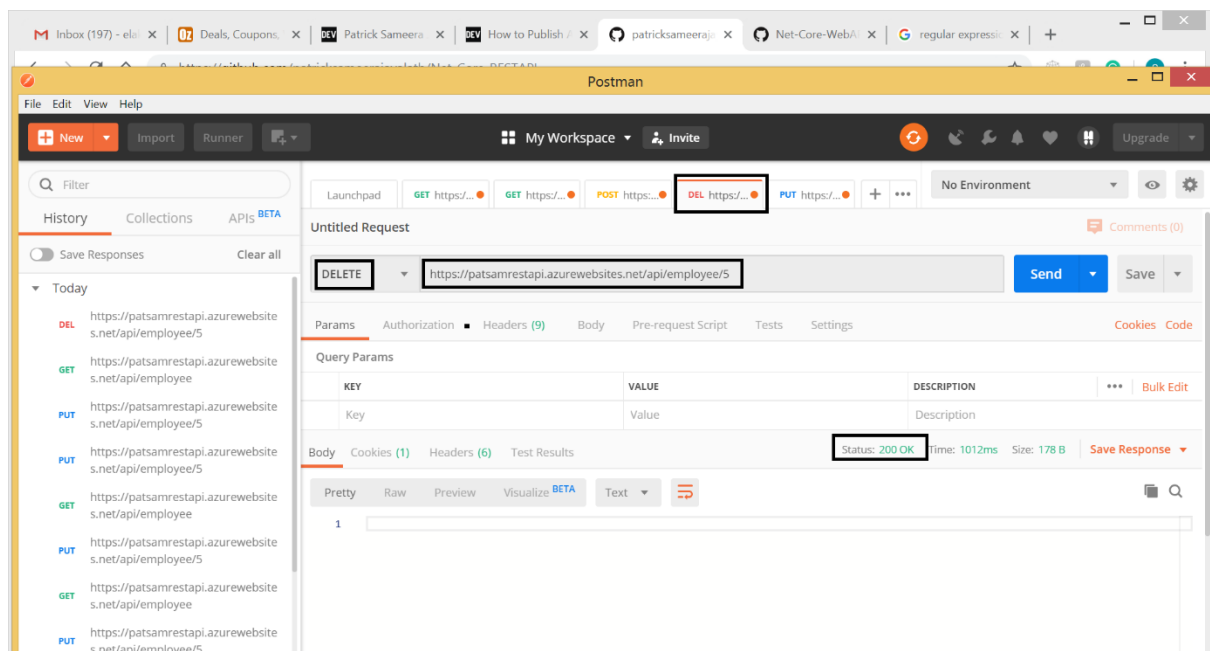 Inbox (197) - ela
Deals, Coupons,
DEV Patrick Sameera
DEV How to Publish
patricksameeraja
Net-Core-WebA
regular expressic
Postman
File Edit View Help
New Import Runner My Workspace Invite Upgrade
Filter
History Collections APIs BETA
Save Responses Clear all
Today
DEL https://patsamrestapi.azurewebsite
s.net/api/employee/5
GET https://patsamrestapi.azurewebsite
s.net/api/employee
PUT https://patsamrestapi.azurewebsite
s.net/api/employee/5
PUT https://patsamrestapi.azurewebsite
s.net/api/employee/5
GET https://patsamrestapi.azurewebsite
s.net/api/employee
PUT https://patsamrestapi.azurewebsite
s.net/api/employee/5
GET https://patsamrestapi.azurewebsite
s.net/api/employee
PUT https://patsamrestapi.azurewebsite
s.net/api/employee/5
Launchpad GET https:/... GET https:/... POST https:... DEL https:/... PUT https:/... + ••• No Environment
Untitled Request Comments (0)
DELETE https://patsamrestapi.azurewebsites.net/api/employee/5 Send Save
Params Authorization Headers (9) Body Pre-request Script Tests Settings Cookies Code
Query Params
KEY VALUE DESCRIPTION ••• Bulk Edit
Key Value Description
Body Cookies (1) Headers (6) Test Results Status: 200 OK Time: 1012ms Size: 178 B Save Response
Pretty Raw Preview Visualize BETA Text
1